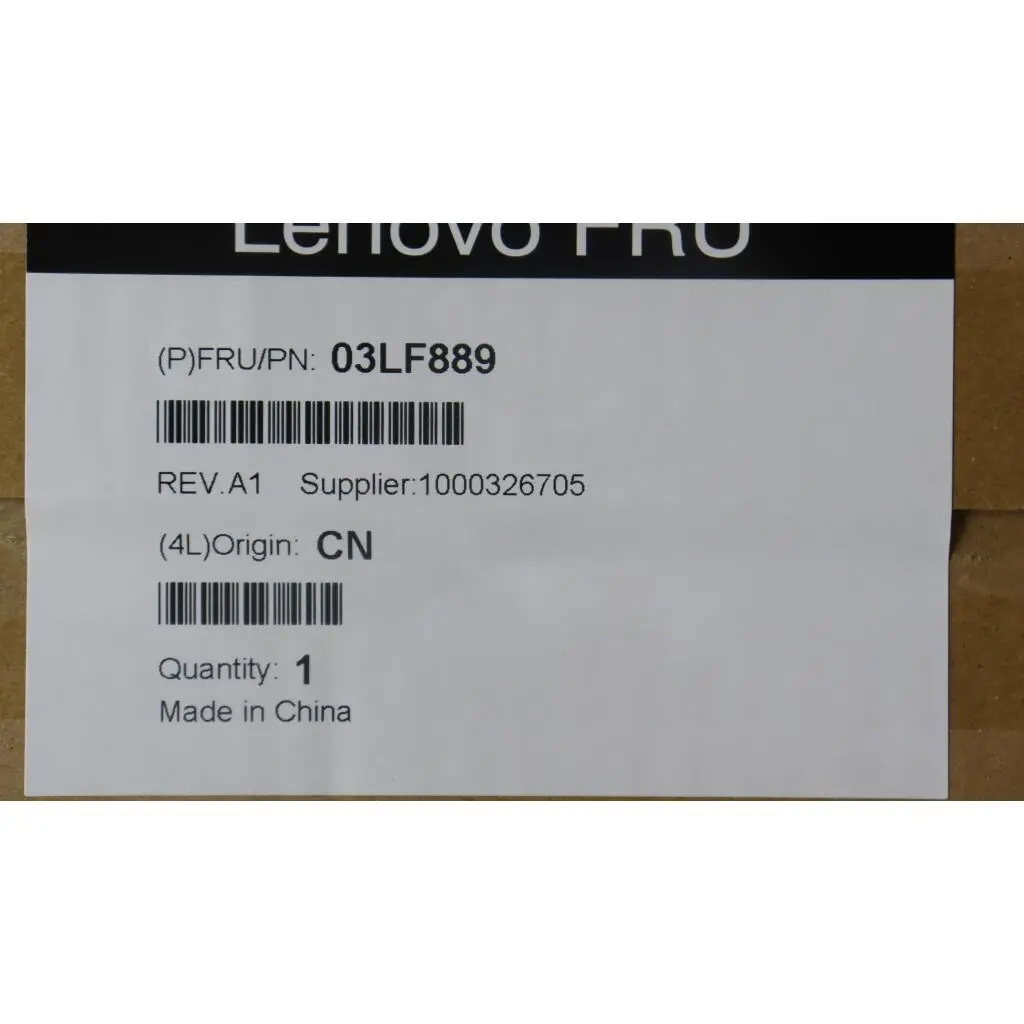 Lenovo FRU
(P)FRU/PN: 03LF889
REV.A1 Supplier:1000326705
(4L)Origin: CN
Quantity: 1
Made in China